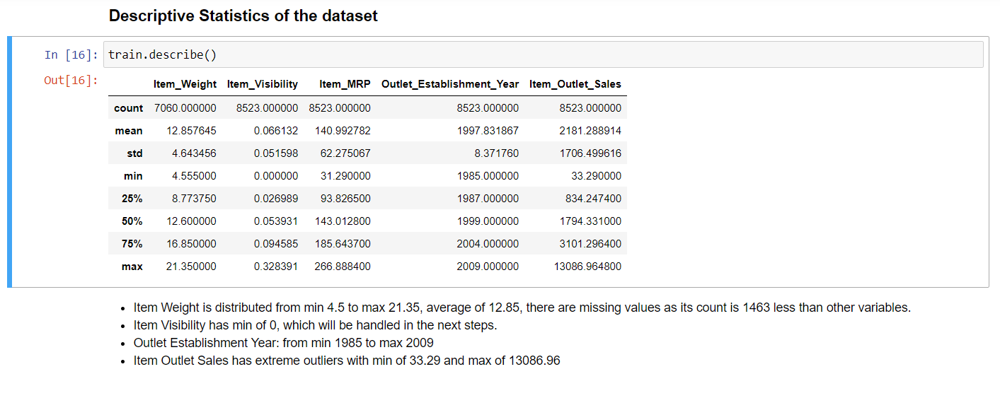 Descriptive Statistics of the dataset
In [16]: train.describe()
Out[16]:
Item_Weight Item_Visibility Item_MRP Outlet_Establishment_Year Item_Outlet_Sales
count 7060.000000 8523.000000 8523.000000 8523.000000 8523.000000
mean 12.857645 0.066132 140.992782 1997.831867 2181.288914
std 4.643456 0.051598 62.275067 8.371760 1706.499616
min 4.555000 0.000000 31.290000 1985.000000 33.290000
25% 8.773750 0.026989 93.826500 1987.000000 834.247400
50% 12.600000 0.053931 143.012800 1999.000000 1794.331000
75% 16.850000 0.094585 185.643700 2004.000000 3101.296400
max 21.350000 0.328391 266.888400 2009.000000 13086.964800
• Item Weight is distributed from min 4.5 to max 21.35, average of 12.85, there are missing values as its count is 1463 less than other variables.
• Item Visibility has min of 0, which will be handled in the next steps.
• Outlet Establishment Year: from min 1985 to max 2009
• Item Outlet Sales has extreme outliers with min of 33.29 and max of 13086.96